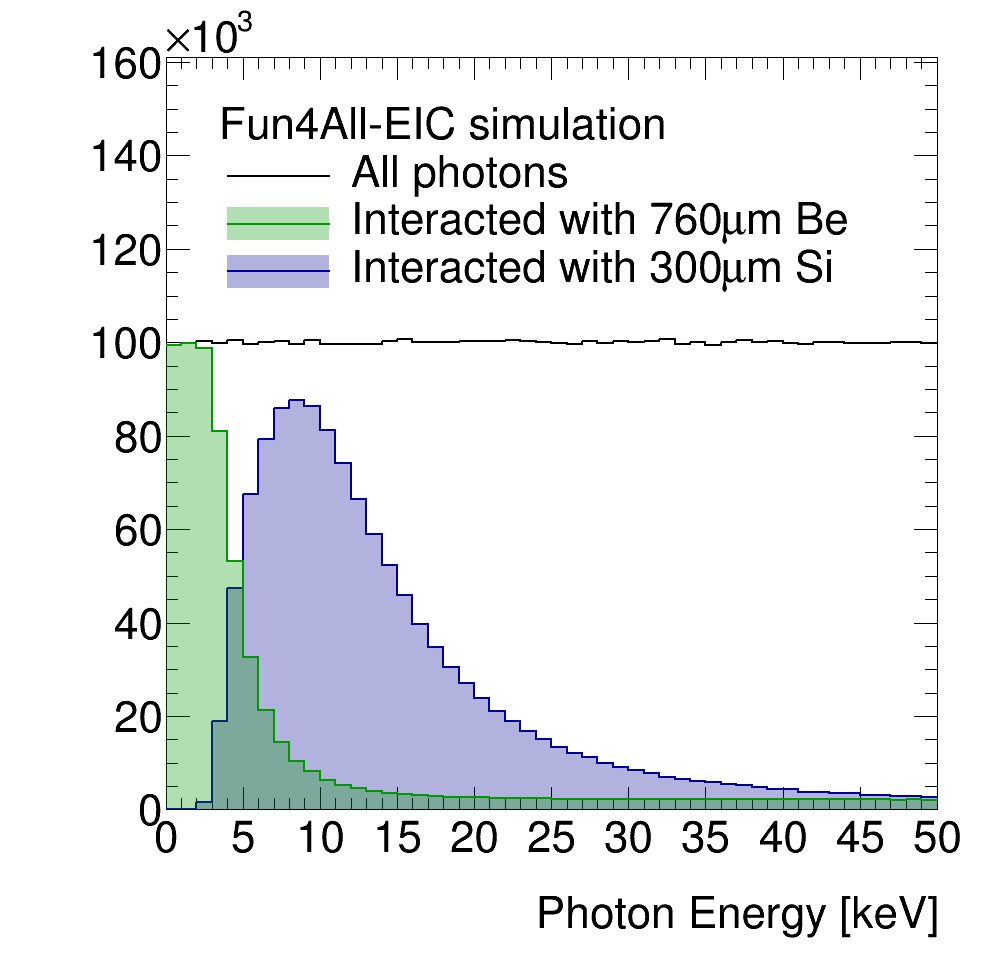 ×10³
160
140
120
100
80
60
40
20
0
Fun4All-EIC simulation
All photons
Interacted with 760μm Be
Interacted with 300μm Si
0 5 10 15 20 25 30 35 40 45 50
Photon Energy [keV]